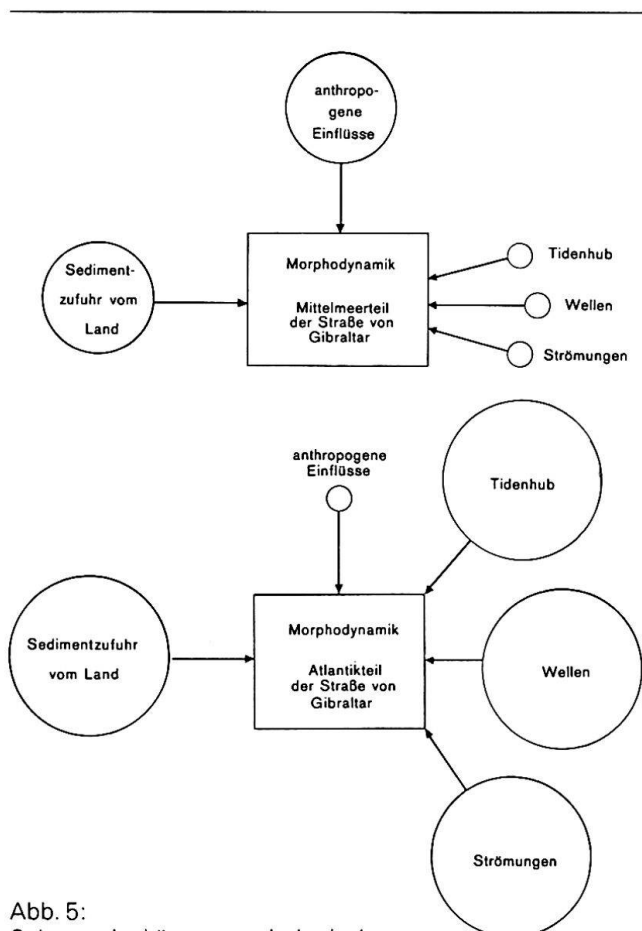 anthropo-
gene
Einflüsse
Sediment-
zufuhr vom
Land
Morphodynamik
Mittelmeerteil
der Straße von
Gibraltar
Tidenhub
Wellen
Strömungen
anthropogene
Einflüsse
Tidenhub
Sedimentzufuhr
vom Land
Morphodynamik
Atlantikteil
der Straße von
Gibraltar
Wellen
Strömungen
Abb. 5: